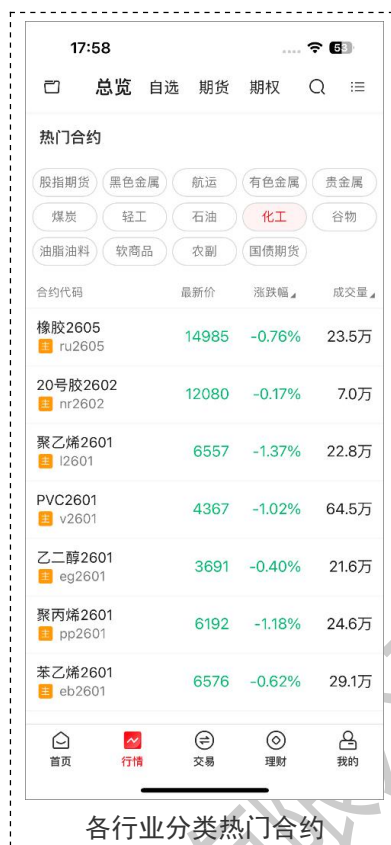 17:58
53
总览 自选 期货 期权
热门合约
股指期货 黑色金属 航运 有色金属 贵金属
煤炭 轻工 石油 化工 谷物
油脂油料 软商品 农副 国债期货
合约代码 最新价 涨跌幅 成交量
橡胶2605
主 ru2605 14985 -0.76% 23.5万
20号胶2602
主 nr2602 12080 -0.17% 7.0万
聚乙烯2601
主 l2601 6557 -1.37% 22.8万
PVC2601
主 v2601 4367 -1.02% 64.5万
乙二醇2601
主 eg2601 3691 -0.40% 21.6万
聚丙烯2601
主 pp2601 6192 -1.18% 24.6万
苯乙烯2601
主 eb2601 6576 -0.62% 29.1万
首页 行情 交易 理财 我的
各行业分类热门合约